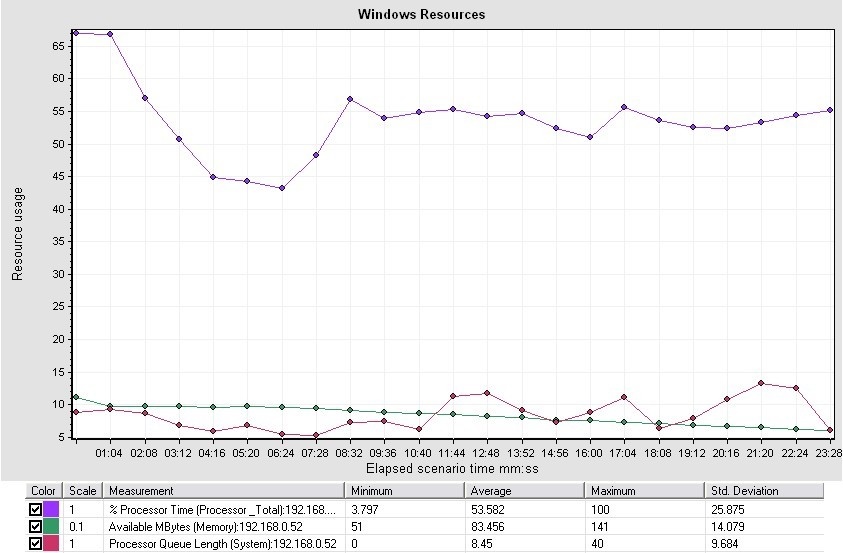 Windows Resources
65
60
55
50
45
40
35
30
25
20
15
10
5
Resource usage
01:04 02:08 03:12 04:16 05:20 06:24 07:28 08:32 09:36 10:40 11:44 12:48 13:52 14:56 16:00 17:04 18:08 19:12 20:16 21:20 22:24 23:28
Elapsed scenario time mm:ss
Color Scale Measurement Minimum Average Maximum Std. Deviation
1 % Processor Time (Processor _Total):192.168.... 3.797 53.582 100 25.875
0.1 Available MBytes (Memory):192.168.0.52 51 83.456 141 14.079
1 Processor Queue Length (System):192.168.0.52 0 8.45 40 9.684